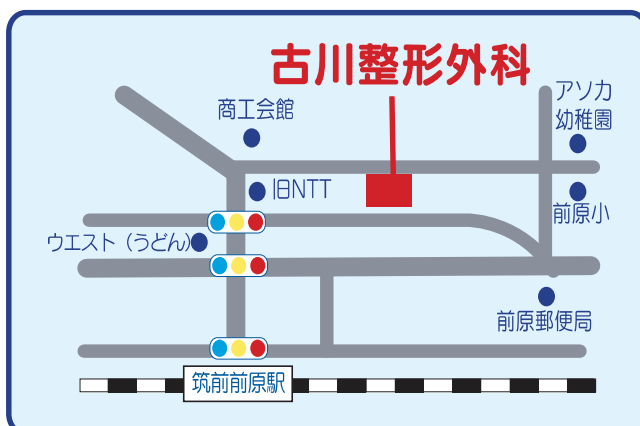 古川整形外科
アソカ
幼稚園
商工会館
旧NTT
前原小
ウエスト（うどん）
前原郵便局
筑前前原駅